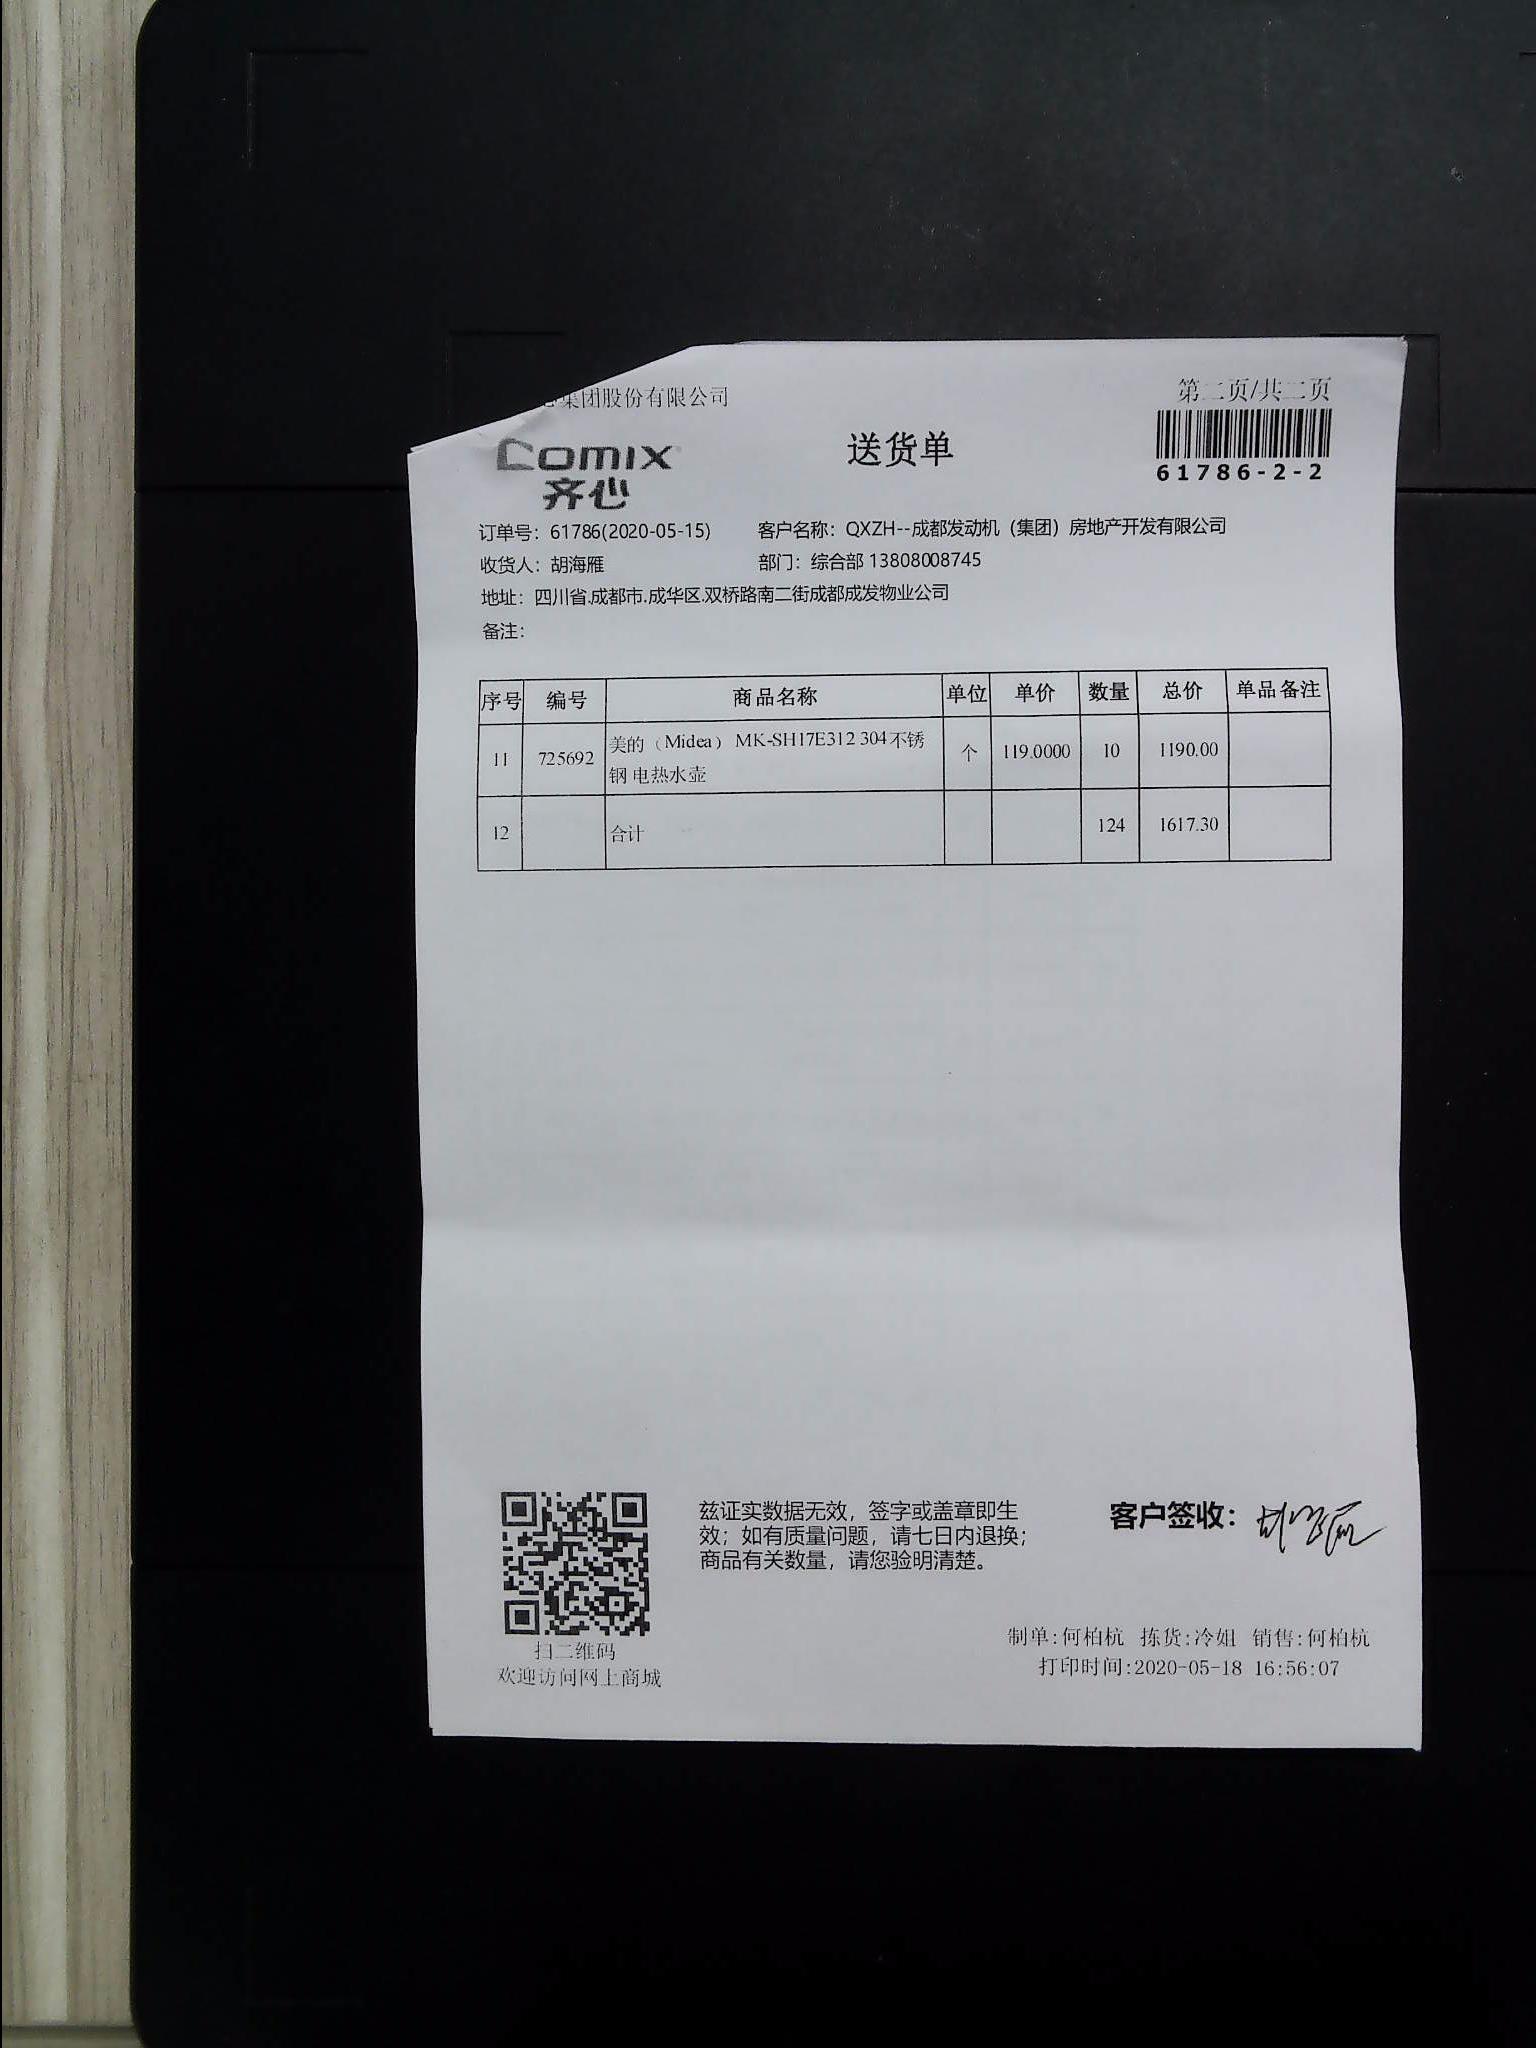 集团股份有限公司
第二页/共二页
comix
齐心
送货单
61786-2-2
订单号：61786(2020-05-15) 客户名称：QXZH--成都发动机（集团）房地产开发有限公司
收货人：胡海雁 部门：综合部 13808008745
地址：四川省.成都市.成华区.双桥路南二街成都成发物业公司
备注：
序号 编号 商品名称 单位 单价 数量 总价 单品备注
11 725692 美的（Midea） MK-SH17E312 304不锈 个 119.0000 10 1190.00
钢 电热水壶
12 合计 124 1617.30
兹证实数据无效，签字或盖章即生
效；如有质量问题，请七日内退换；
商品有关数量，请您验明清楚。
客户签收：胡海雁
扫二维码
欢迎访问网上商城
制单:何柏杭 拣货:冷姐 销售:何柏杭
打印时间:2020-05-18 16:56:07